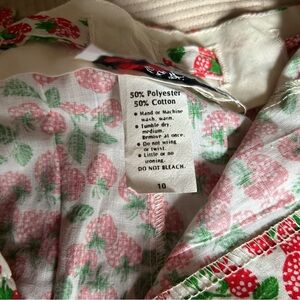 50% Polyester
50% Cotton
• Hand or Machine
wash, warm.
• Tumble dry,
medium.
Remove at once.
• Do not wring
or twist.
• Little or no
ironing.
DO NOT BLEACH.
10